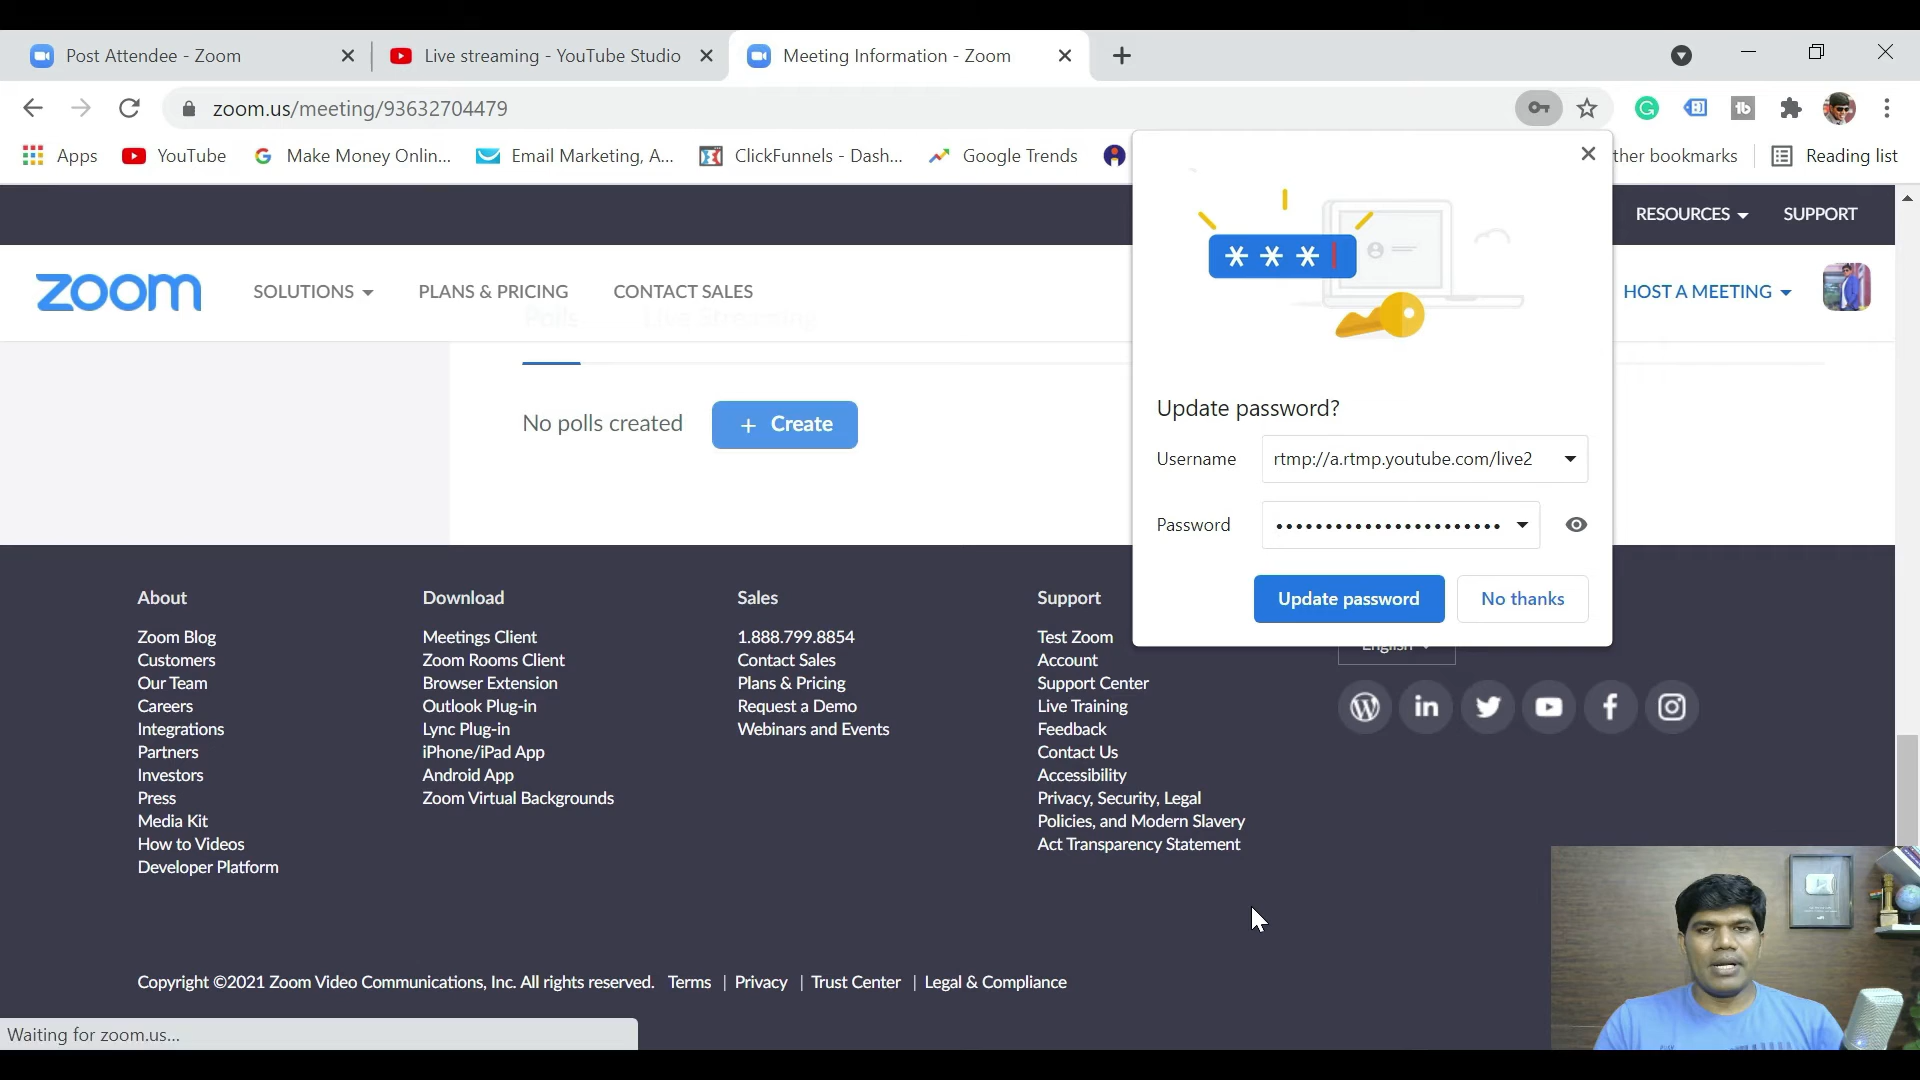 Post Attendee - Zoom
Live streaming - YouTube Studio
Meeting Information - Zoom
zoom.us/meeting/93632704479
Apps
YouTube
Make Money Onlin...
Email Marketing, A...
ClickFunnels - Dash...
Google Trends
ther bookmarks
Reading list
RESOURCES
SUPPORT
zoom
SOLUTIONS
PLANS & PRICING
CONTACT SALES
HOST A MEETING
Polls
Live Streaming
No polls created
+ Create
* * *
Update password?
Username
rtmp://a.rtmp.youtube.com/live2
Password
Update password
No thanks
About
Zoom Blog
Customers
Our Team
Careers
Integrations
Partners
Investors
Press
Media Kit
How to Videos
Developer Platform
Download
Meetings Client
Zoom Rooms Client
Browser Extension
Outlook Plug-in
Lync Plug-in
iPhone/iPad App
Android App
Zoom Virtual Backgrounds
Sales
1.888.799.8854
Contact Sales
Plans & Pricing
Request a Demo
Webinars and Events
Support
Test Zoom
Account
Support Center
Live Training
Feedback
Contact Us
Accessibility
Privacy, Security, Legal
Policies, and Modern Slavery
Act Transparency Statement
English
Copyright ©2021 Zoom Video Communications, Inc. All rights reserved. Terms | Privacy | Trust Center | Legal & Compliance
Waiting for zoom.us...